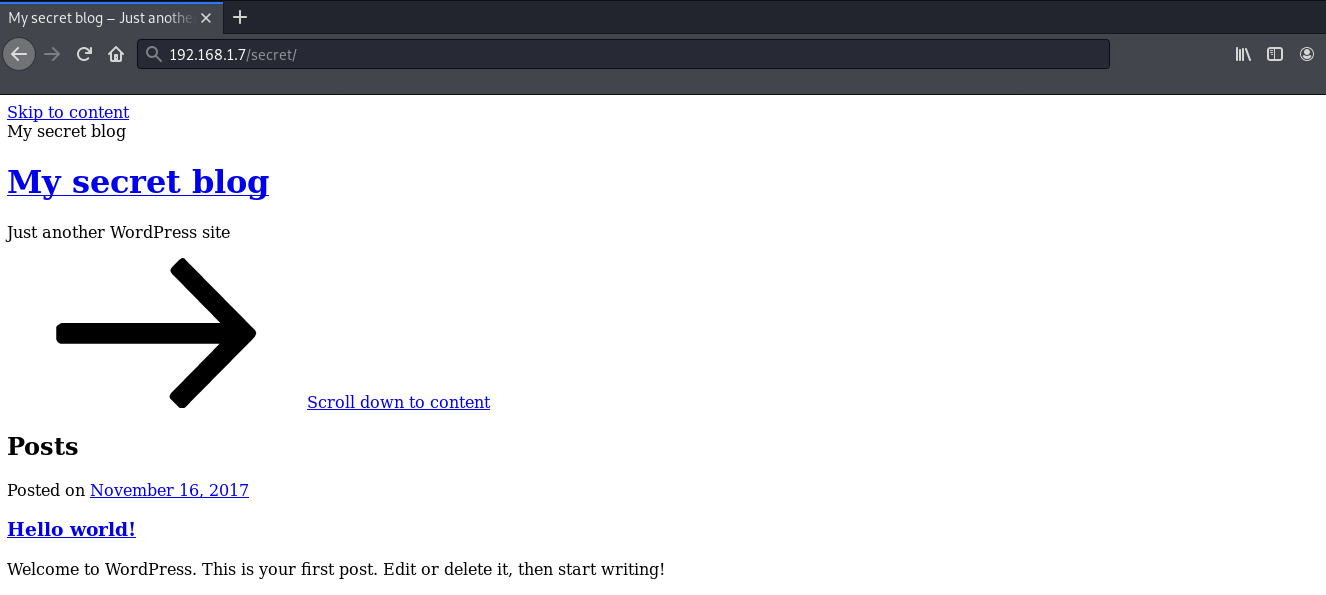 My secret blog – Just anothe
192.168.1.7/secret/
Skip to content
My secret blog
My secret blog
Just another WordPress site
Scroll down to content
Posts
Posted on November 16, 2017
Hello world!
Welcome to WordPress. This is your first post. Edit or delete it, then start writing!